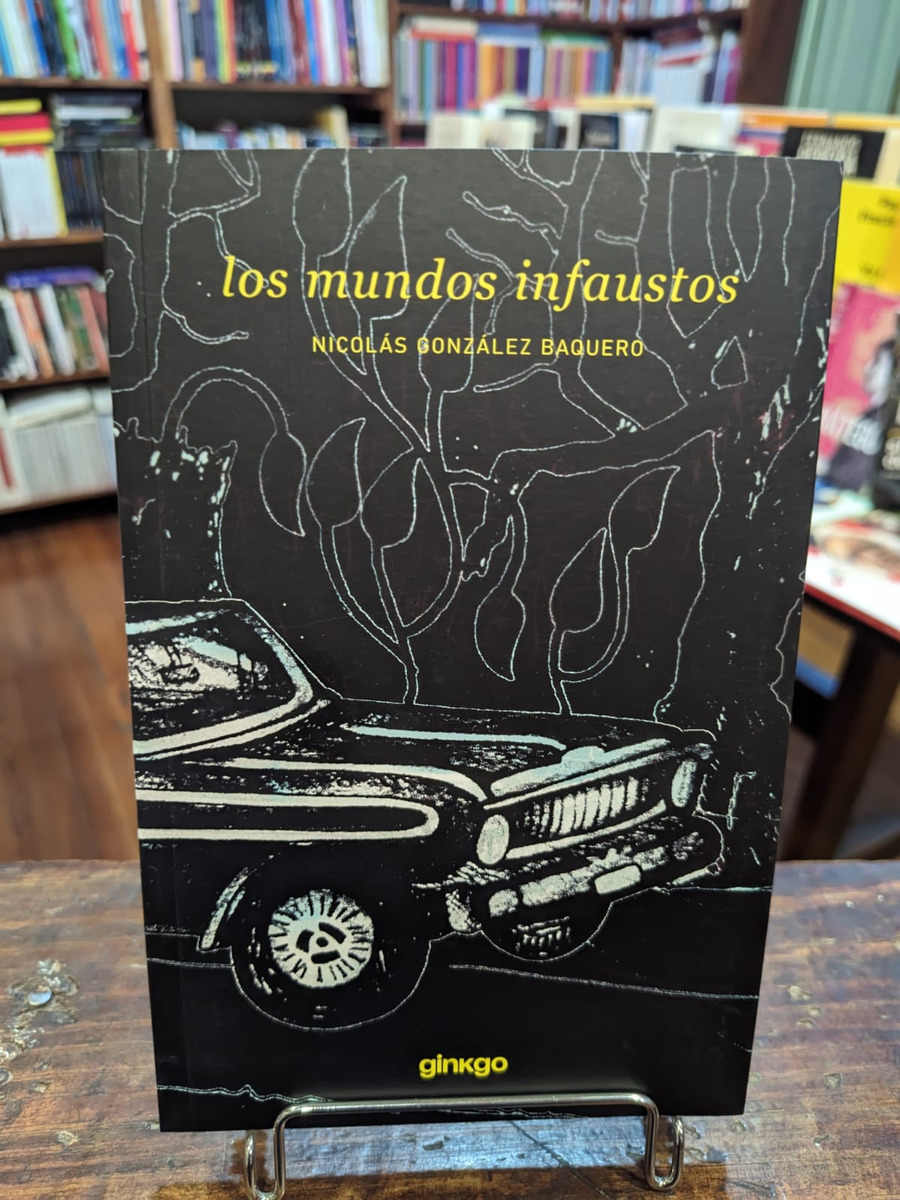 los mundos infaustos
NICOLÁS GONZÁLEZ BAQUERO
ginkgo